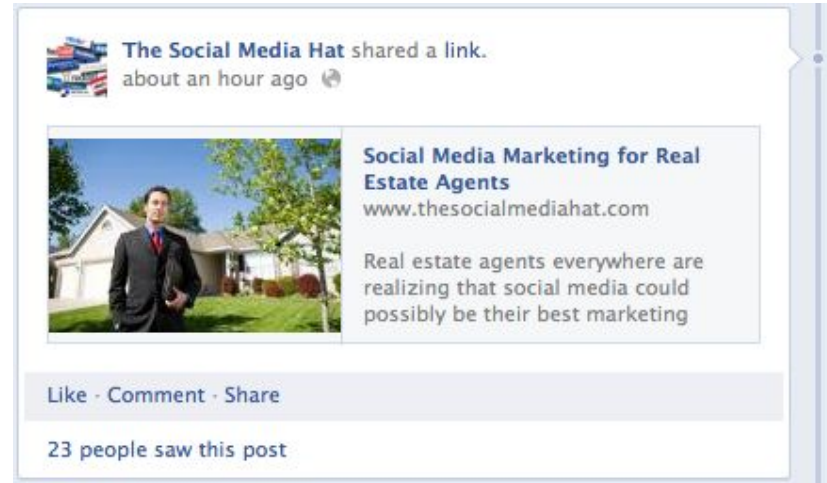 The Social Media Hat shared a link.
about an hour ago
Social Media Marketing for Real
Estate Agents
www.thesocialmediahat.com
Real estate agents everywhere are
realizing that social media could
possibly be their best marketing
Like · Comment · Share
23 people saw this post